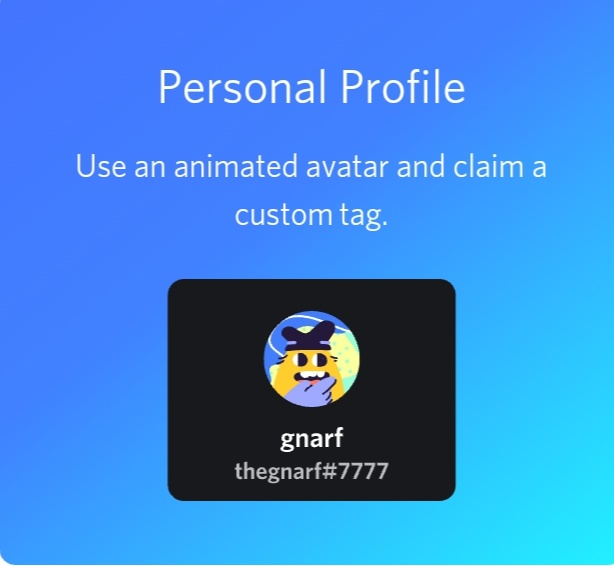 Personal Profile
Use an animated avatar and claim a
custom tag.
gnarf
thegnarf#7777